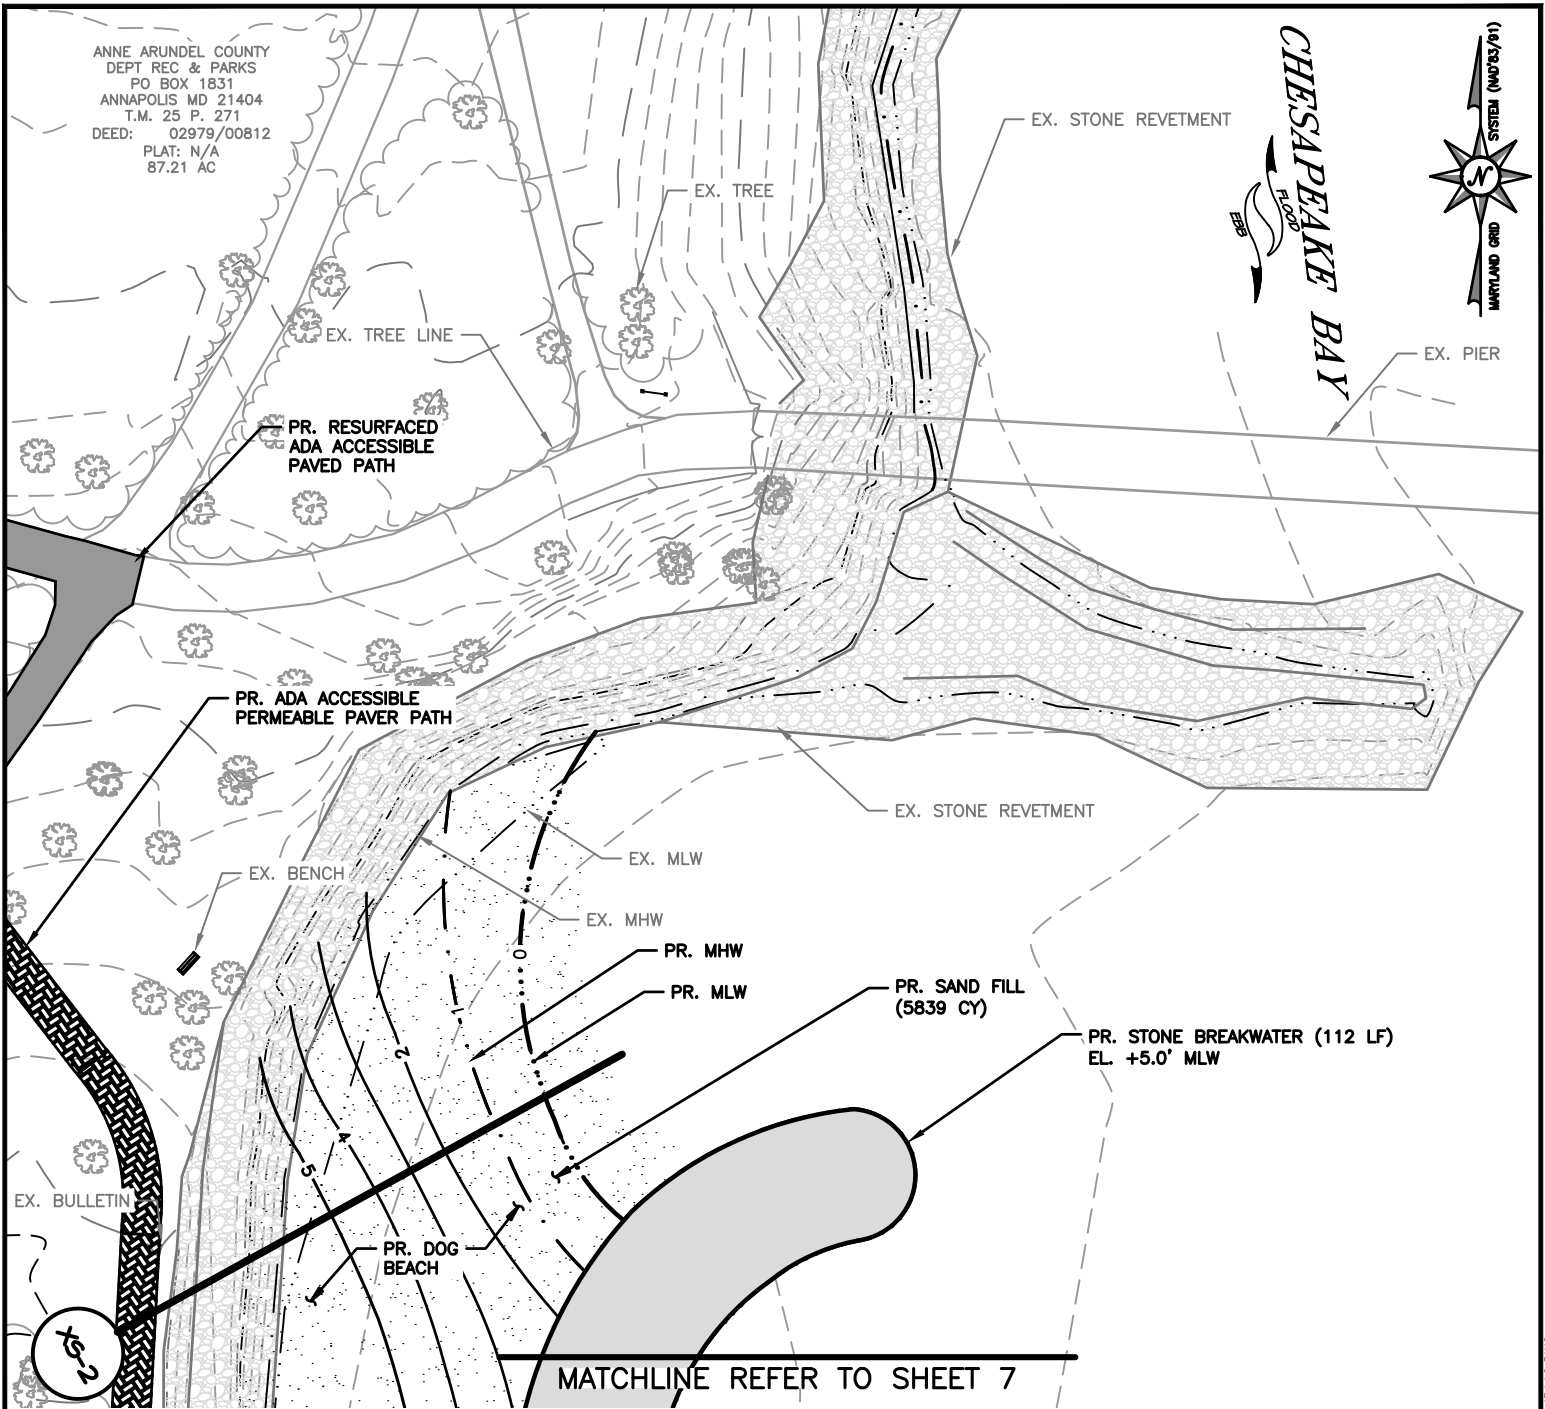 ANNE ARUNDEL COUNTY
DEPT REC & PARKS
PO BOX 1831
ANNAPOLIS MD 21404
T.M. 25 P. 271
DEED: 02979/00812
PLAT: N/A
87.21 AC
EX. STONE REVETMENT
CHESAPEAKE BAY
FLOOD
EBB
SYSTEM (NAD'83/91)
N
MARYLAND GRID
EX. TREE
EX. TREE LINE
EX. PIER
PR. RESURFACED
ADA ACCESSIBLE
PAVED PATH
PR. ADA ACCESSIBLE
PERMEABLE PAVER PATH
EX. STONE REVETMENT
EX. MLW
EX. BENCH
EX. MHW
PR. MHW
0
PR. MLW
PR. SAND FILL
(5839 CY)
1
PR. STONE BREAKWATER (112 LF)
EL. +5.0' MLW
2
4
5
EX. BULLETIN
PR. DOG
BEACH
XS-2
MATCHLINE REFER TO SHEET 7